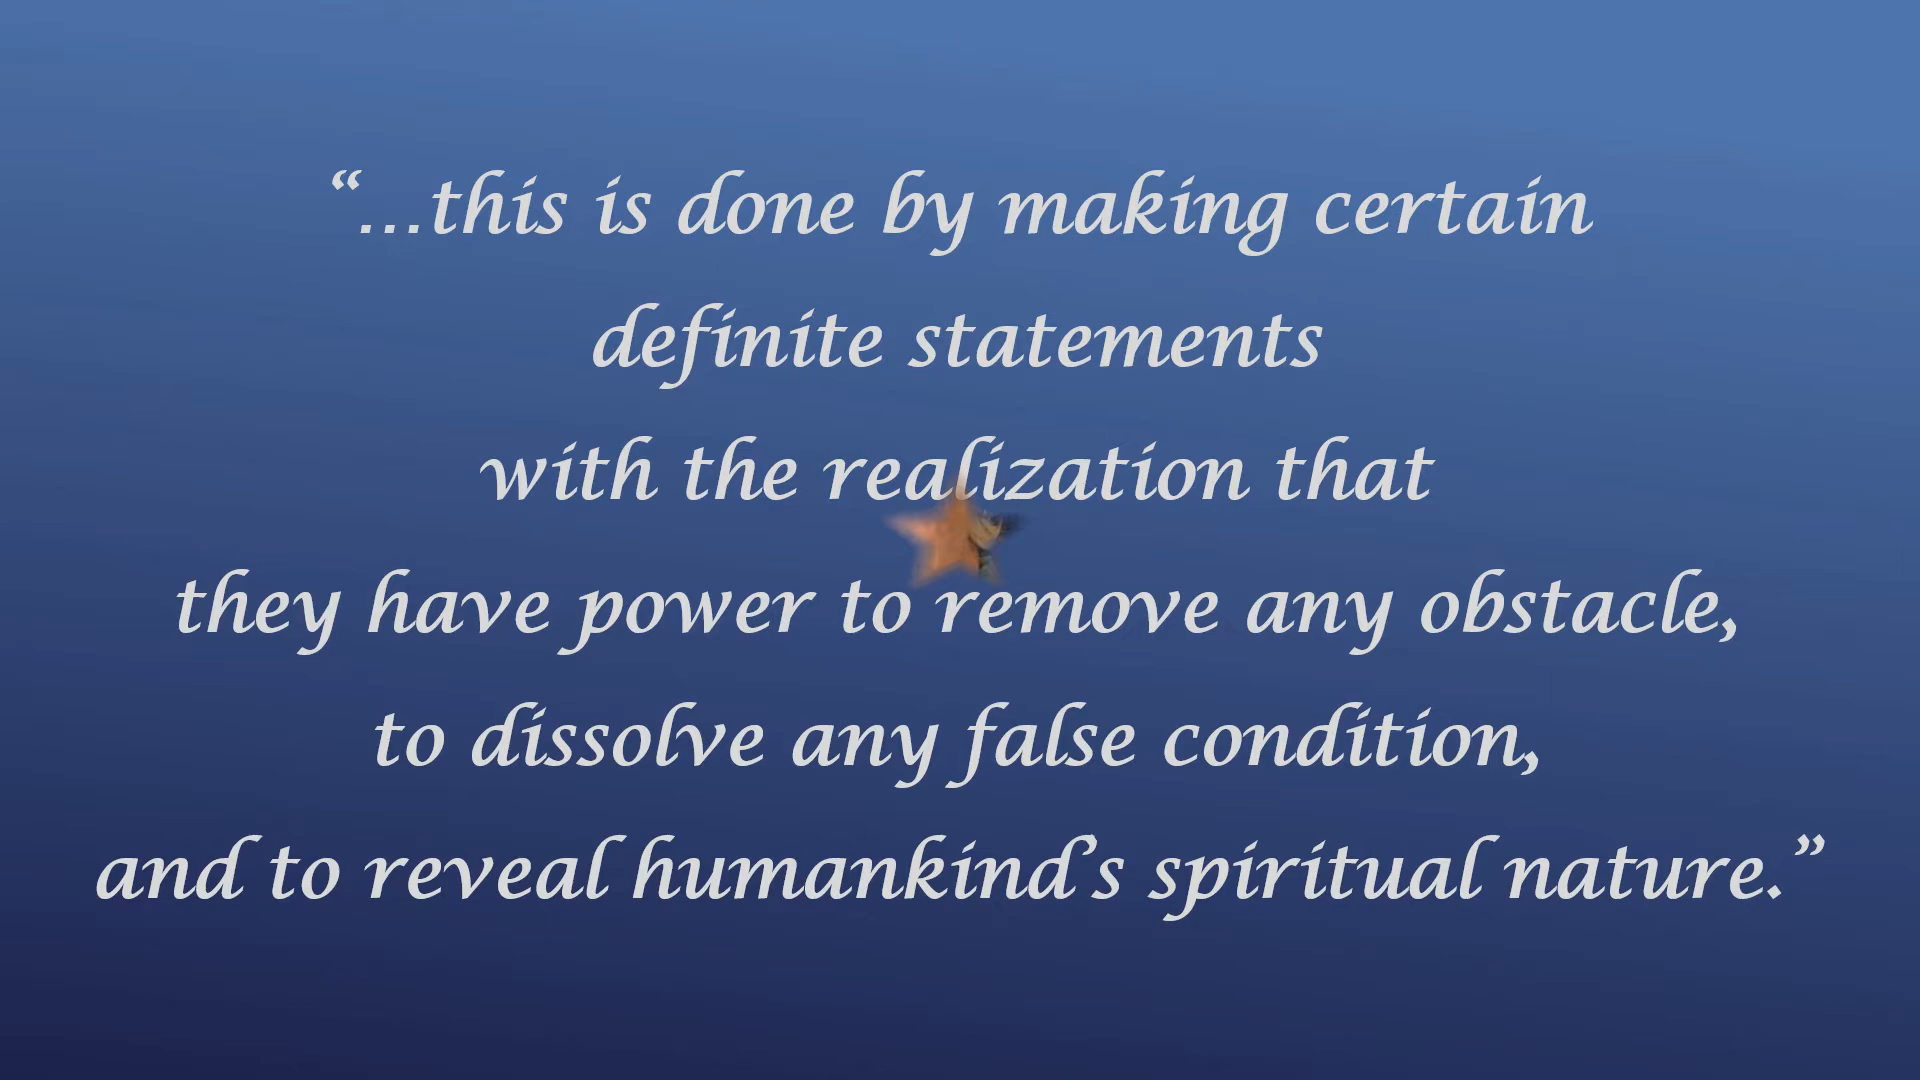 “...this is done by making certain
definite statements
with the realization that
they have power to remove any obstacle,
to dissolve any false condition,
and to reveal humankind’s spiritual nature.”